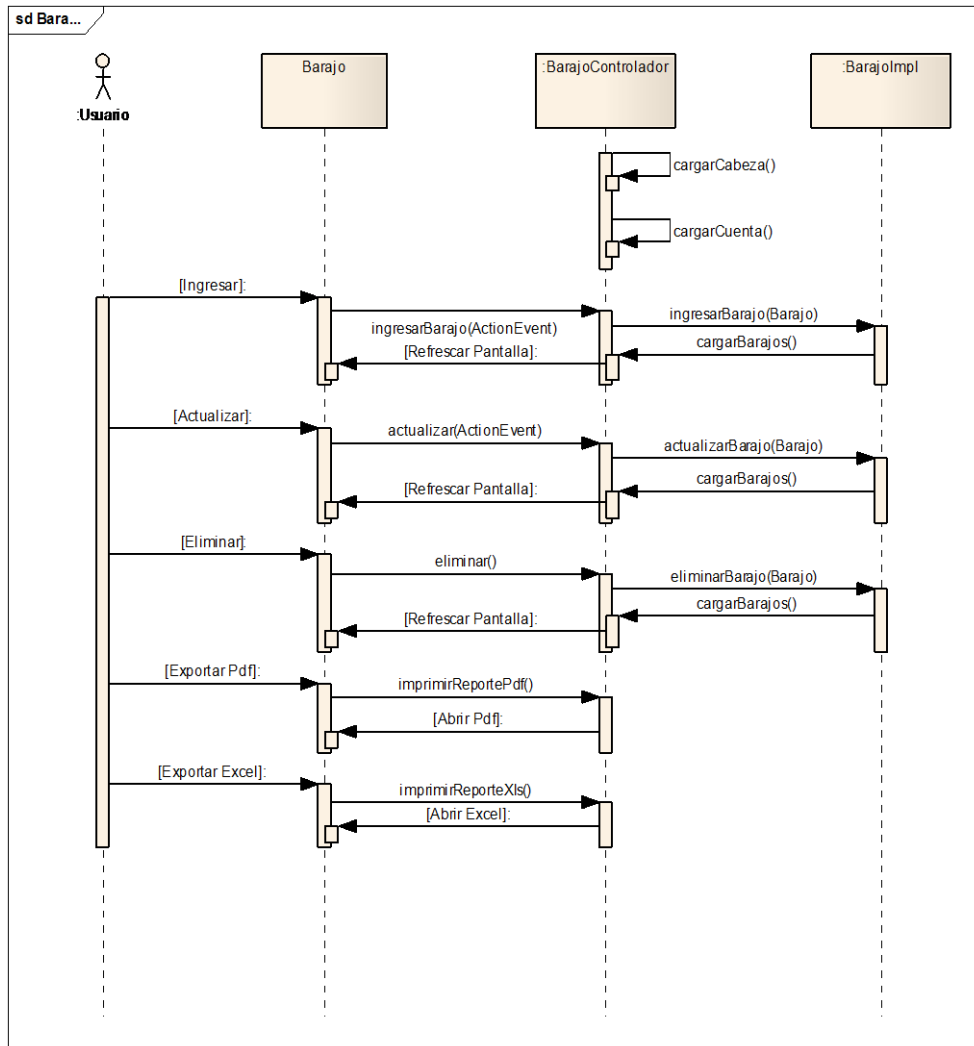 sd Bara...
:Usuario
Barajo
:BarajoControlador
:BarajoImpl
cargarCabeza()
cargarCuenta()
[Ingresar]:
ingresarBarajo(ActionEvent)
ingresarBarajo(Barajo)
cargarBarajos()
[Refrescar Pantalla]:
[Actualizar]:
actualizar(ActionEvent)
actualizarBarajo(Barajo)
cargarBarajos()
[Refrescar Pantalla]:
[Eliminar]:
eliminar()
eliminarBarajo(Barajo)
cargarBarajos()
[Refrescar Pantalla]:
[Exportar Pdf]:
imprimirReportePdf()
[Abrir Pdf]:
[Exportar Excel]:
imprimirReporteXls()
[Abrir Excel]: